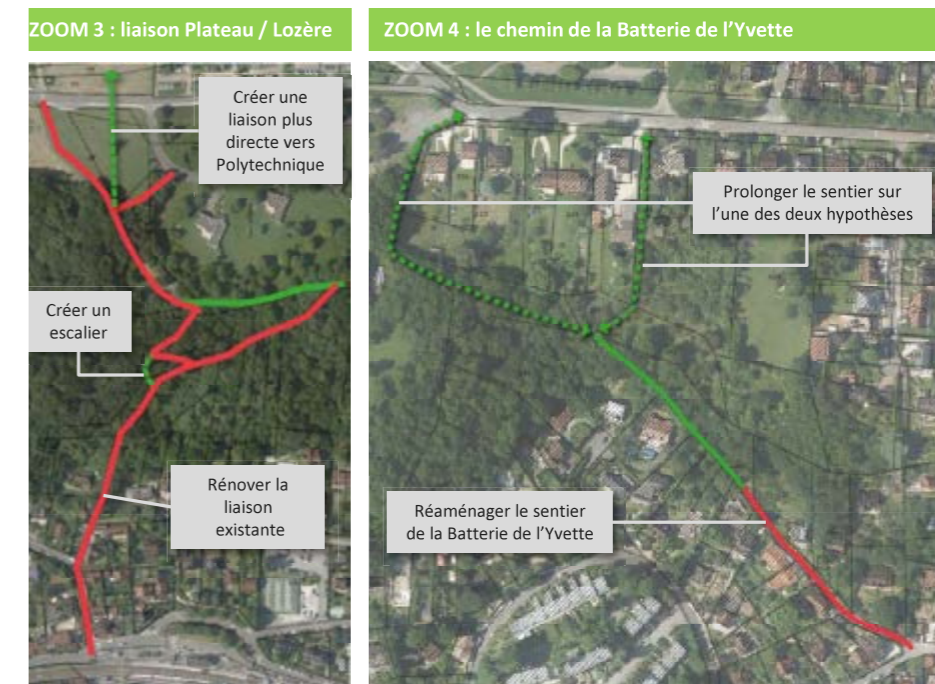 ZOOM 3 : liaison Plateau / Lozère
Créer une
liaison plus
directe vers
Polytechnique
Créer un
escalier
Rénover la
liaison
existante
ZOOM 4 : le chemin de la Batterie de l’Yvette
Prolonger le sentier sur
l’une des deux hypothèses
Réaménager le sentier
de la Batterie de l’Yvette